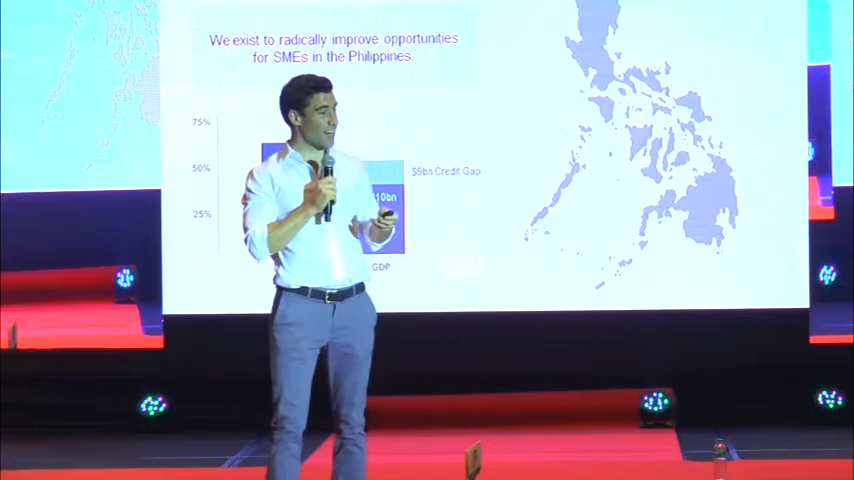 We exist to radically improve opportunities
for SMEs in the Philippines.
75%
50%
$9bn Credit Gap
10bn
25%
GDP